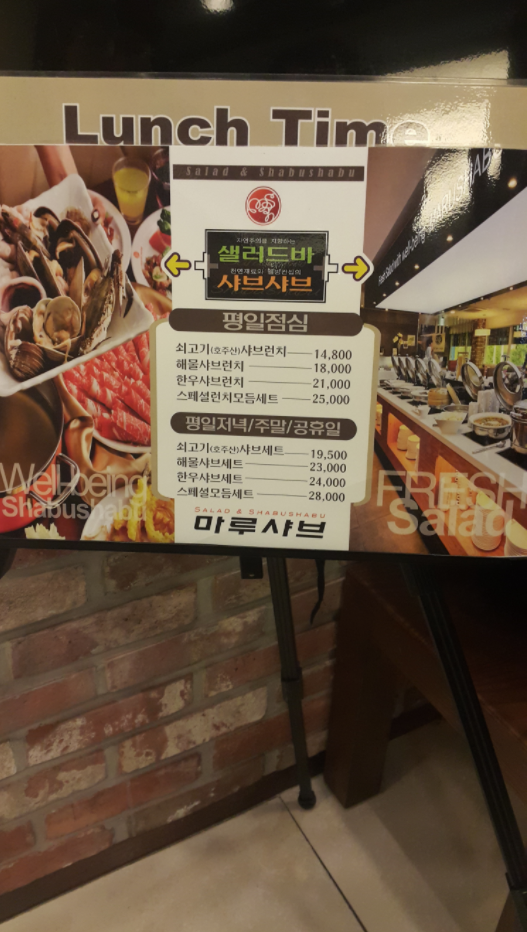 Lunch Time
Salad & Shabushabu
샐러드바
샤브샤브
평일점심
쇠고기(호주산)샤브런치 14,800
해물샤브런치 18,000
한우샤브런치 21,000
스페셜런치모듬세트 25,000
평일저녁/주말/공휴일
쇠고기(호주산)샤브세트 19,500
해물샤브세트 23,000
한우샤브세트 24,000
스페셜모듬세트 28,000
SALAD & SHABUSHABU
마루샤브
Well-being
Shabushabu
FRESH
Salad